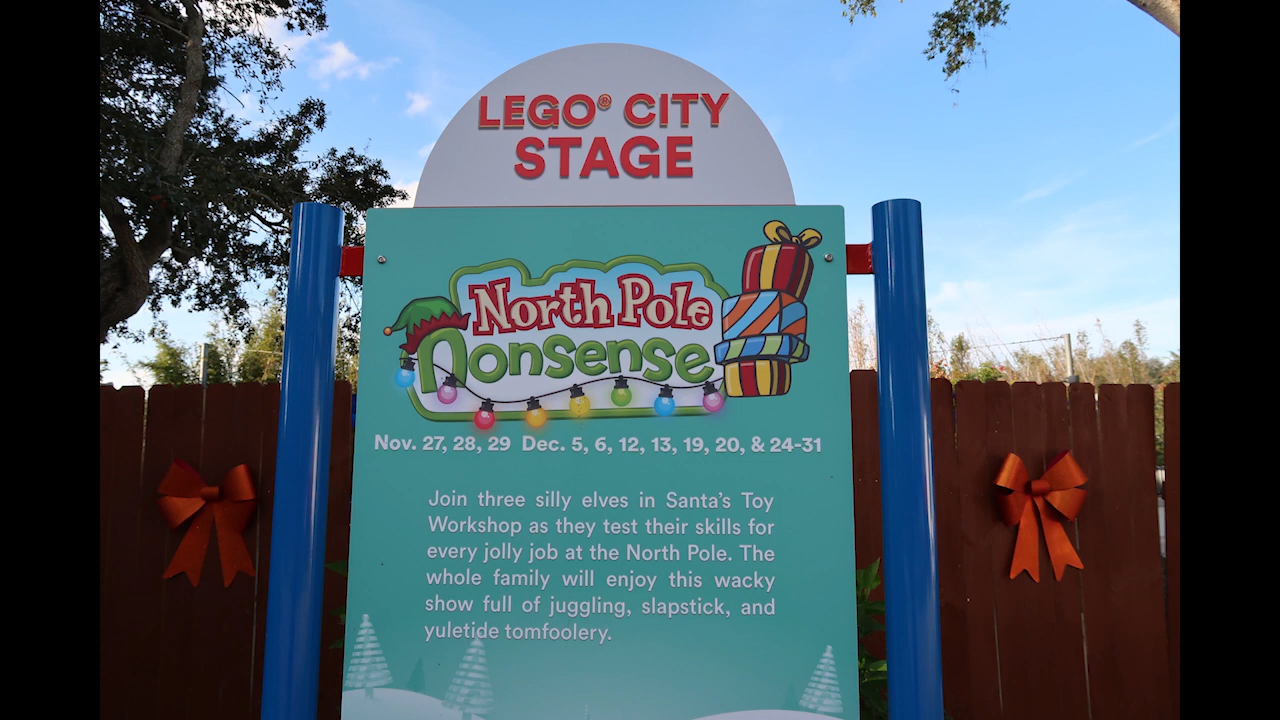 LEGO® CITY
STAGE
NORTH POLE
NONSENSE
Nov. 27, 28, 29 Dec. 5, 6, 12, 13, 19, 20, & 24-31
Join three silly elves in Santa's Toy
Workshop as they test their skills for
every jolly job at the North Pole. The
whole family will enjoy this wacky
show full of juggling, slapstick, and
yuletide tomfoolery.